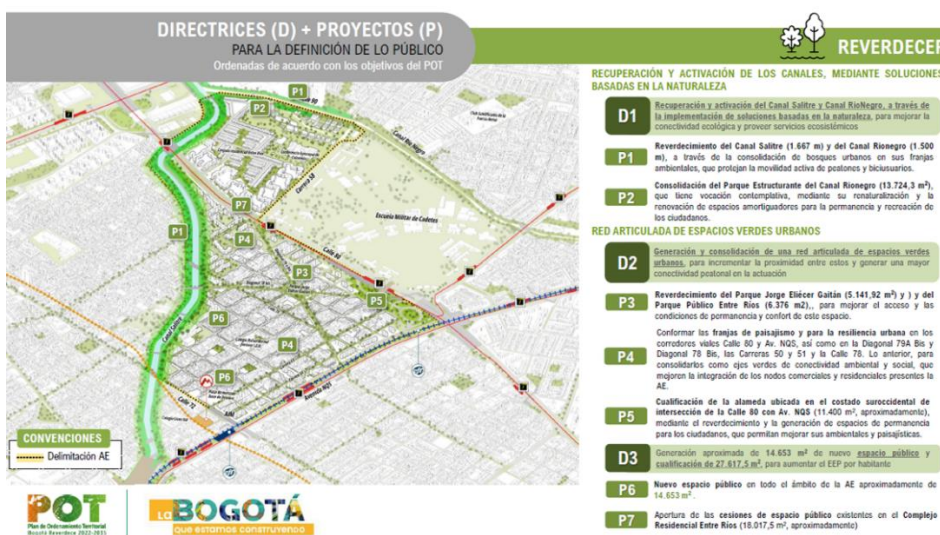 DIRECTRICES (D) + PROYECTOS (P)
PARA LA DEFINICIÓN DE LO PÚBLICO
Ordenadas de acuerdo con los objetivos del POT
REVERDECER
RECUPERACIÓN Y ACTIVACIÓN DE LOS CANALES, MEDIANTE SOLUCIONES
BASADAS EN LA NATURALEZA
D1
Recuperación y activación del Canal Salitre y Canal RioNegro, a través de
la implementación de soluciones basadas en la naturaleza, para mejorar la
conectividad ecológica y proveer servicios ecosistémicos
P1
Reverdecimiento del Canal Salitre (1.667 m) y del Canal Rionegro (1.500
m), a través de la consolidación de bosques urbanos en sus franjas
ambientales, que protejan la movilidad activa de peatones y biciusuarios.
P2
Consolidación del Parque Estructurante del Canal Rionegro (13.724,3 m²),
que tiene vocación contemplativa, mediante su renaturalización y la
renovación de espacios amortiguadores para la permanencia y recreación de
los ciudadanos.
RED ARTICULADA DE ESPACIOS VERDES URBANOS
D2
Generación y consolidación de una red articulada de espacios verdes
urbanos, para incrementar la proximidad entre estos y generar una mayor
conectividad peatonal en la actuación
P3
Reverdecimiento del Parque Jorge Eliécer Gaitán (5.141,92 m²) y ) y del
Parque Público Entre Ríos (6.376 m2),, para mejorar el acceso y las
condiciones de permanencia y confort de este espacio.
P4
Conformar las franjas de paisajismo y para la resiliencia urbana en los
corredores viales Calle 80 y Av. NQS, así como en la Diagonal 79A Bis y
Diagonal 78 Bis, las Carreras 50 y 51 y la Calle 78. Lo anterior, para
consolidarlos como ejes verdes de conectividad ambiental y social, que
mejoren la integración de los nodos comerciales y residenciales presentes la
AE.
P5
Cualificación de la alameda ubicada en el costado suroccidental de
intersección de la Calle 80 con Av. NQS (11.400 m², aproximadamente),
mediante el reverdecimiento y la generación de espacios de permanencia
para los ciudadanos, que permitan mejorar sus ambientales y paisajísticas.
D3
Generación aproximada de 14.653 m² de nuevo espacio público y
cualificación de 27.617,5 m², para aumentar el EEP por habitante
P6
Nuevo espacio público en todo el ámbito de la AE aproximadamente de
14.653 m².
P7
Apertura de las cesiones de espacio público existentes en el Complejo
Residencial Entre Ríos (18.017,5 m², aproximadamente)
P1
P2
Canal Rio Negro
Carrera 58
Escuela Militar de Cadetes
P7
P1
P4
Calle 80
P3
P5
P6
Canal Salitre
P4
P6
Calle 72
Avenida NQS
CONVENCIONES
Delimitación AE
POT
Plan de Ordenamiento Territorial
Bogotá Reverdece 2022-2035
La BOGOTÁ
que estamos construyendo